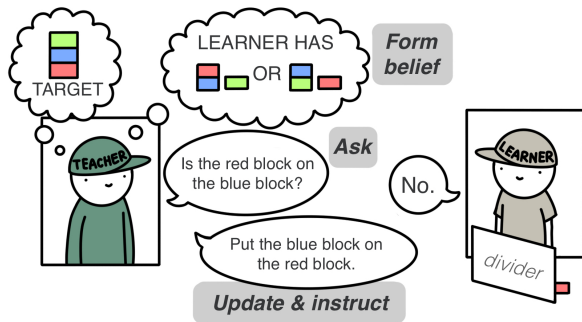 TARGET
LEARNER HAS
OR
Form
belief
TEACHER
Is the red block on
the blue block?
Ask
No.
LEARNER
Put the blue block on
the red block.
divider
Update & instruct